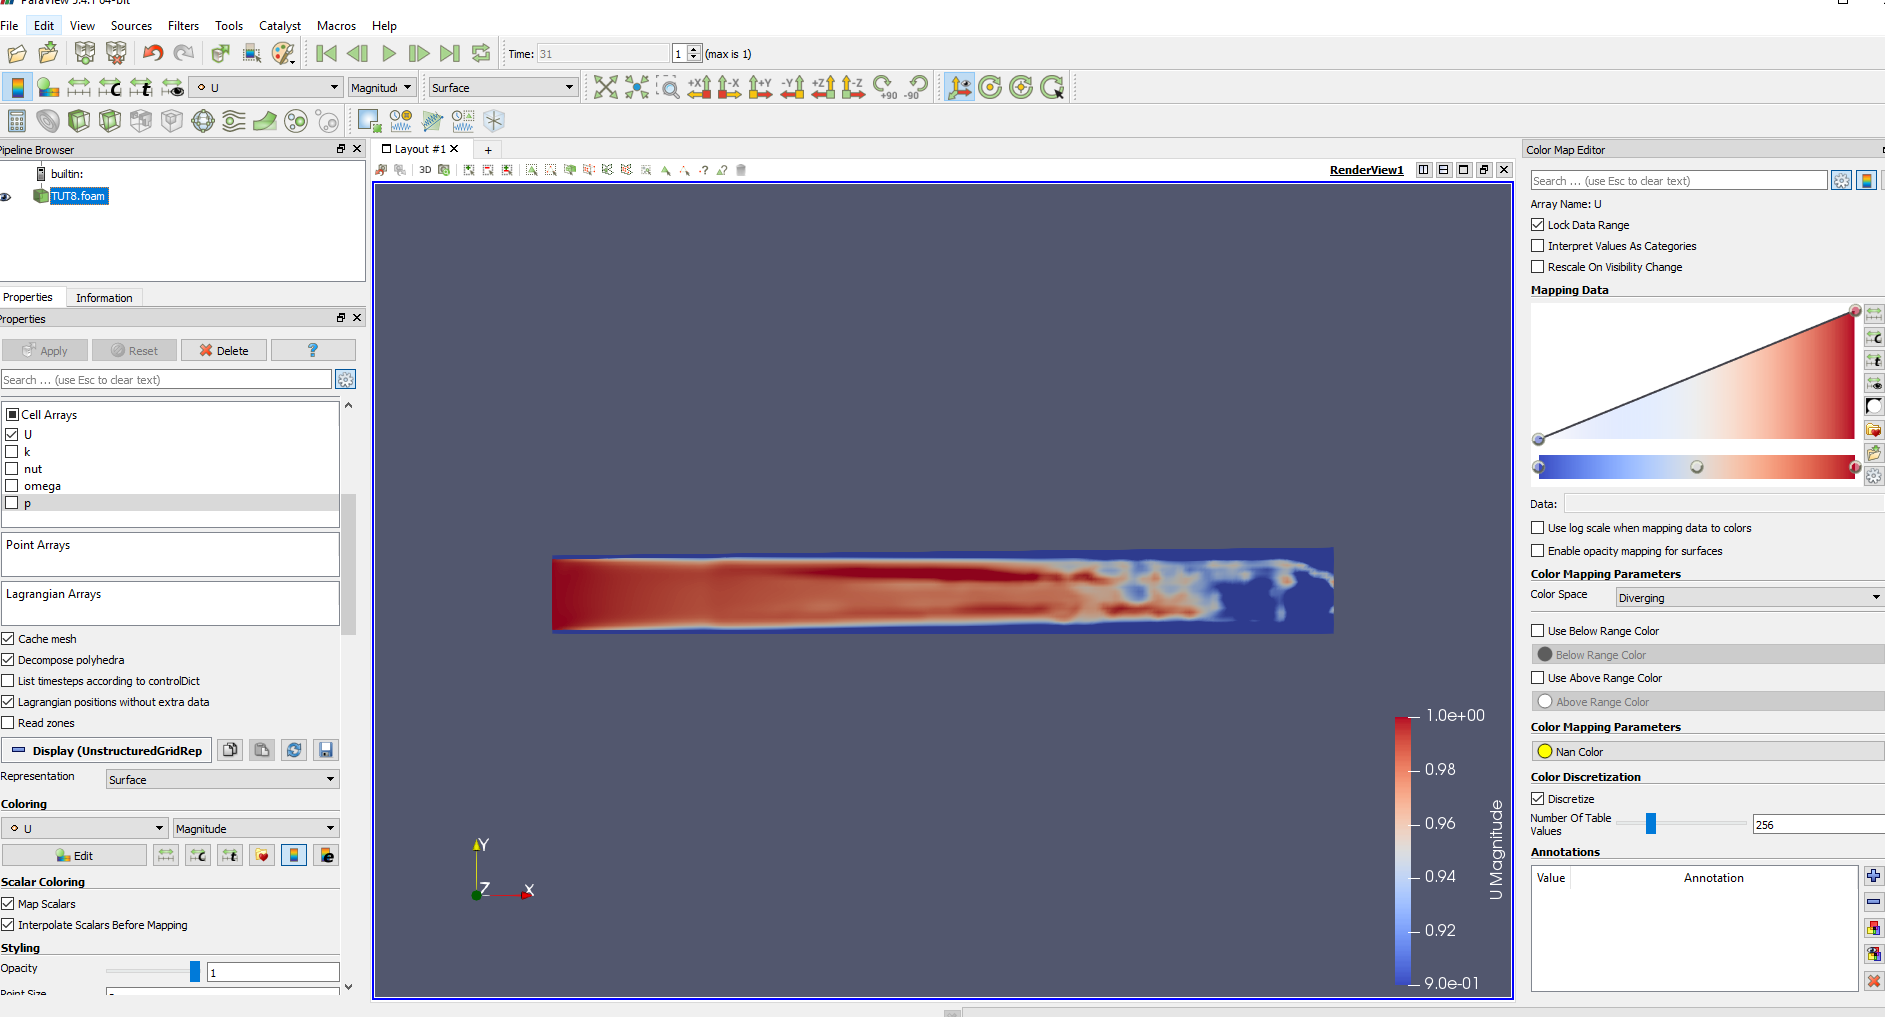 ParaView 5.4.1 64-bit
File Edit View Sources Filters Tools Catalyst Macros Help
Time: 31 1 (max is 1)
U Magnitude Surface +X -X +Y -Y +Z -Z +90 -90
Pipeline Browser
builtin:
TUT8.foam
Properties Information
Properties
Apply Reset Delete ?
Search ... (use Esc to clear text)
Cell Arrays
U
k
nut
omega
p
Point Arrays
Lagrangian Arrays
Cache mesh
Decompose polyhedra
List timesteps according to controlDict
Lagrangian positions without extra data
Read zones
Display (UnstructuredGridRep
Representation Surface
Coloring
U Magnitude
Edit
Scalar Coloring
Map Scalars
Interpolate Scalars Before Mapping
Styling
Opacity 1
Point Size
Layout #1 +
3D RenderView1
Y
Z X
1.0e+00
0.98
0.96
0.94
0.92
9.0e-01
U Magnitude
Color Map Editor
Search ... (use Esc to clear text)
Array Name: U
Lock Data Range
Interpret Values As Categories
Rescale On Visibility Change
Mapping Data
Data:
Use log scale when mapping data to colors
Enable opacity mapping for surfaces
Color Mapping Parameters
Color Space Diverging
Use Below Range Color
Below Range Color
Use Above Range Color
Above Range Color
Color Mapping Parameters
Nan Color
Color Discretization
Discretize
Number Of Table Values 256
Annotations
Value Annotation